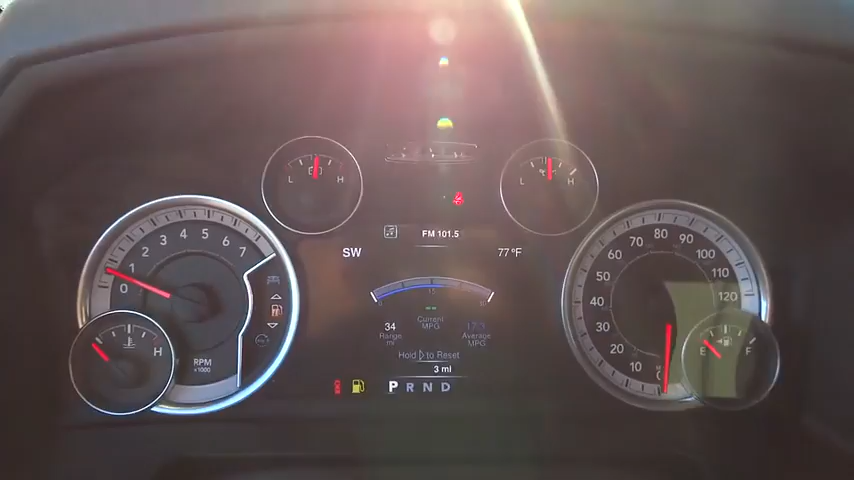 L H
L H
FM 101.5
SW 77°F
0 1 2 3 4 5 6 7
RPM
x1000
H
10 20 30 40 50 60 70 80 90 100 110 120
E F
34
Range
mi
Current
MPG
Average
MPG
Hold to Reset
3 mi
P R N D